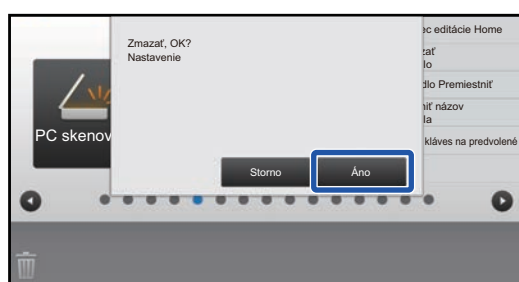 Zmazať, OK?
Nastavenie
PC skenov
Storno
Áno
ec editácie Home
zať
lo
dlo Premiestniť
niť názov
la
kláves na predvolené